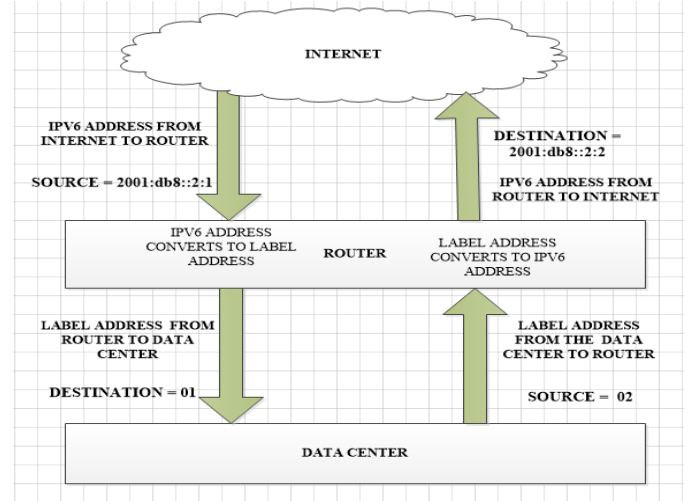 INTERNET
IPV6 ADDRESS FROM
INTERNET TO ROUTER
SOURCE = 2001:db8::2:1
DESTINATION =
2001:db8::2:2
IPV6 ADDRESS FROM
ROUTER TO INTERNET
IPV6 ADDRESS
CONVERTS TO LABEL
ADDRESS
ROUTER
LABEL ADDRESS
CONVERTS TO IPV6
ADDRESS
LABEL ADDRESS FROM
ROUTER TO DATA
CENTER
DESTINATION = 01
LABEL ADDRESS
FROM THE DATA
CENTER TO ROUTER
SOURCE = 02
DATA CENTER